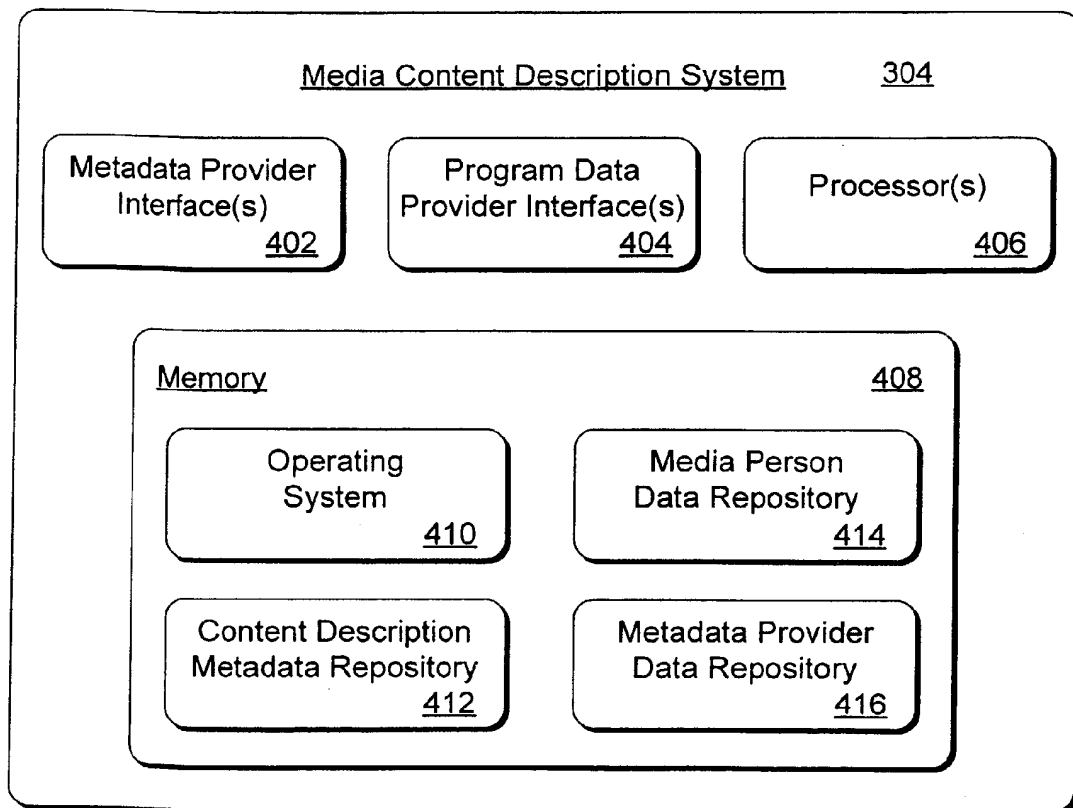 Media Content Description System 304
Metadata Provider
Interface(s)
402
Program Data
Provider Interface(s)
404
Processor(s)
406
Memory 408
Operating
System
410
Media Person
Data Repository
414
Content Description
Metadata Repository
412
Metadata Provider
Data Repository
416